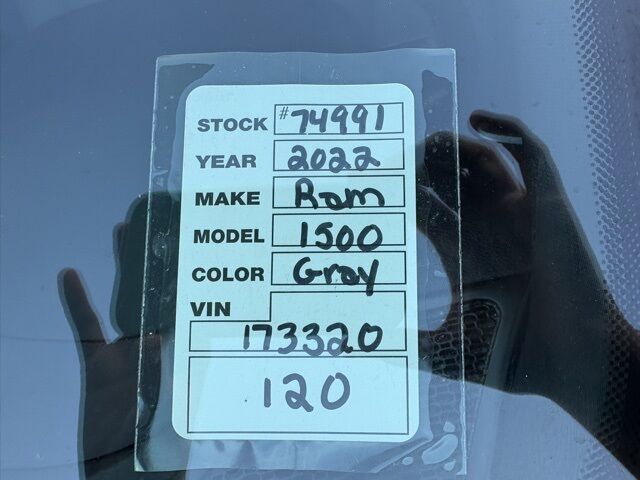 STOCK #74991
YEAR 2022
MAKE Ram
MODEL 1500
COLOR Gray
VIN
173320
120